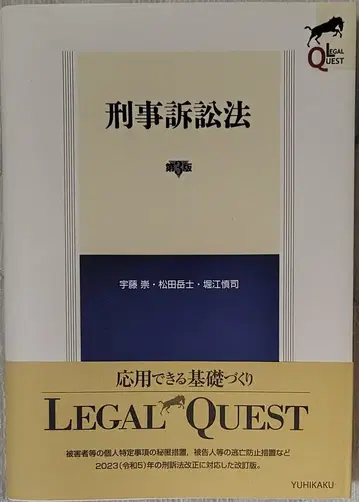 LEGAL
QUEST
刑事訴訟法
第3版
宇藤 崇・松田岳士・堀江慎司
応用できる基礎づくり
LEGAL QUEST
被害者等の個人特定事項の秘匿措置，被告人等の逃亡防止措置など
2023（令和5）年の刑訴法改正に対応した改訂版。
YUHIKAKU